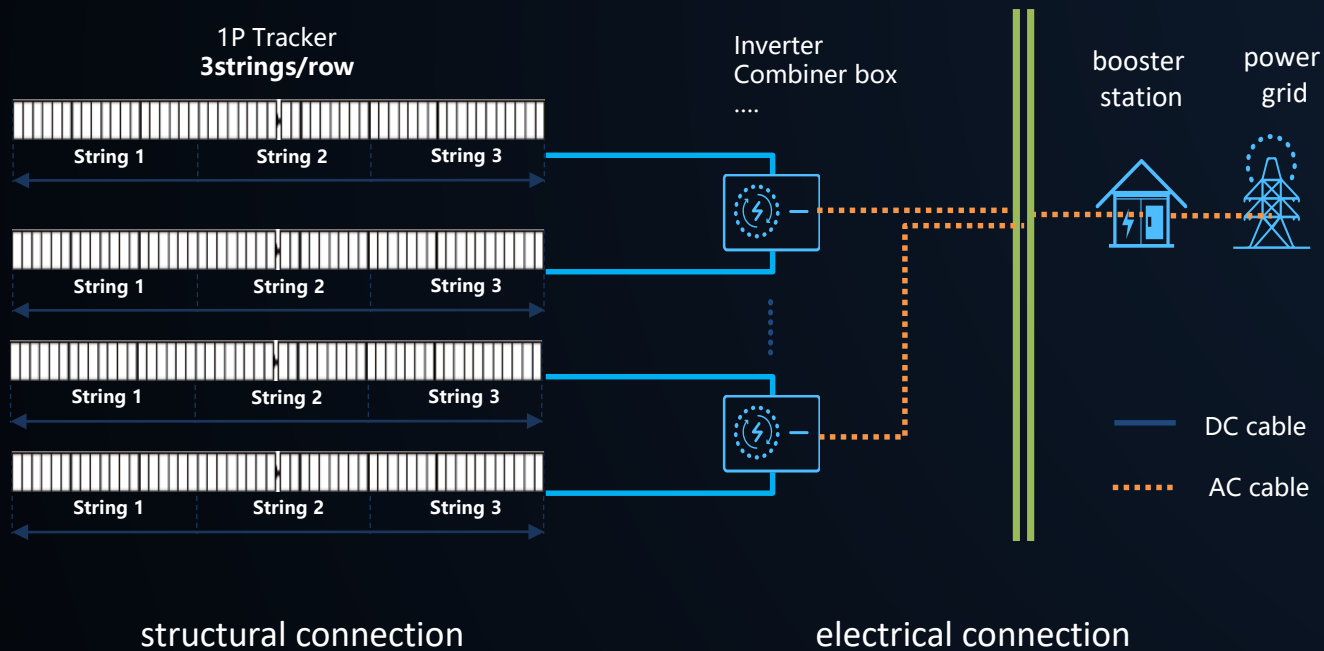 1P Tracker
3strings/row
Inverter
Combiner box
....
booster
station
power
grid
String 1 String 2 String 3
String 1 String 2 String 3
String 1 String 2 String 3
String 1 String 2 String 3
DC cable
AC cable
structural connection
electrical connection